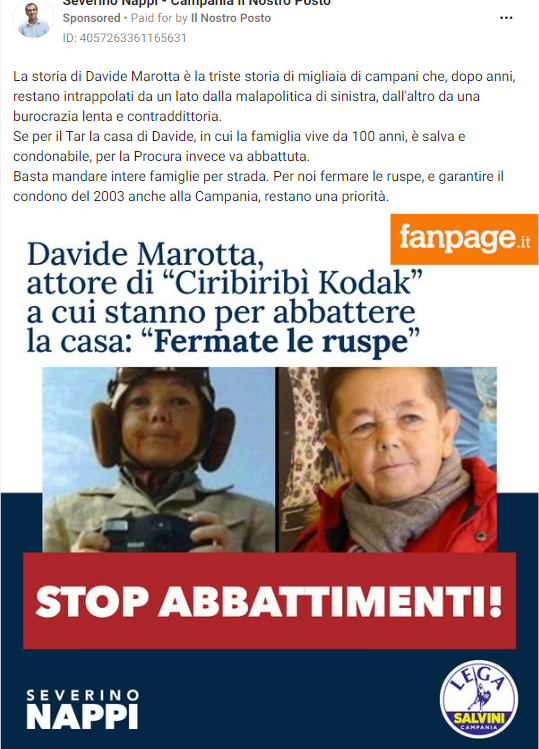 Severino Nappi - Campania Il Nostro Posto
Sponsored • Paid for by Il Nostro Posto
ID: 4057263361165631
La storia di Davide Marotta è la triste storia di migliaia di campani che, dopo anni,
restano intrappolati da un lato dalla malapolitica di sinistra, dall'altro da una
burocrazia lenta e contraddittoria.
Se per il Tar la casa di Davide, in cui la famiglia vive da 100 anni, è salva e
condonabile, per la Procura invece va abbattuta.
Basta mandare intere famiglie per strada. Per noi fermare le ruspe, e garantire il
condono del 2003 anche alla Campania, restano una priorità.
fanpage.it
Davide Marotta,
attore di “Ciribiribì Kodak”
a cui stanno per abbattere
la casa: “Fermate le ruspe”
STOP ABBATTIMENTI!
SEVERINO
NAPPI
LEGA
SALVINI
CAMPANIA